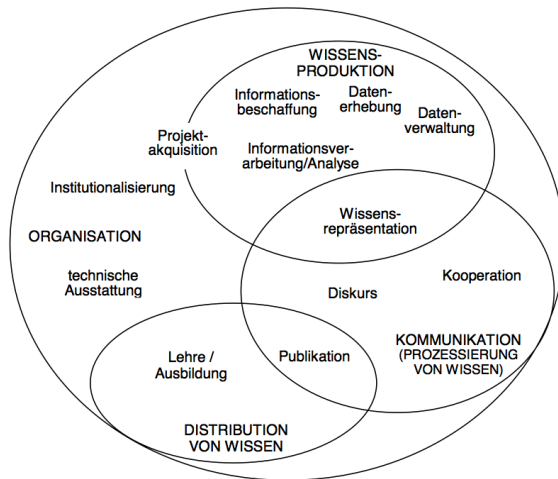 WISSENS-
PRODUKTION
Informations-
beschaffung
Daten-
erhebung
Daten-
verwaltung
Projekt-
akquisition
Informationsver-
arbeitung/Analyse
Institutionalisierung
Wissens-
repräsentation
ORGANISATION
technische
Ausstattung
Diskurs
Kooperation
KOMMUNIKATION
(PROZESSIERUNG
VON WISSEN)
Lehre /
Ausbildung
Publikation
DISTRIBUTION
VON WISSEN